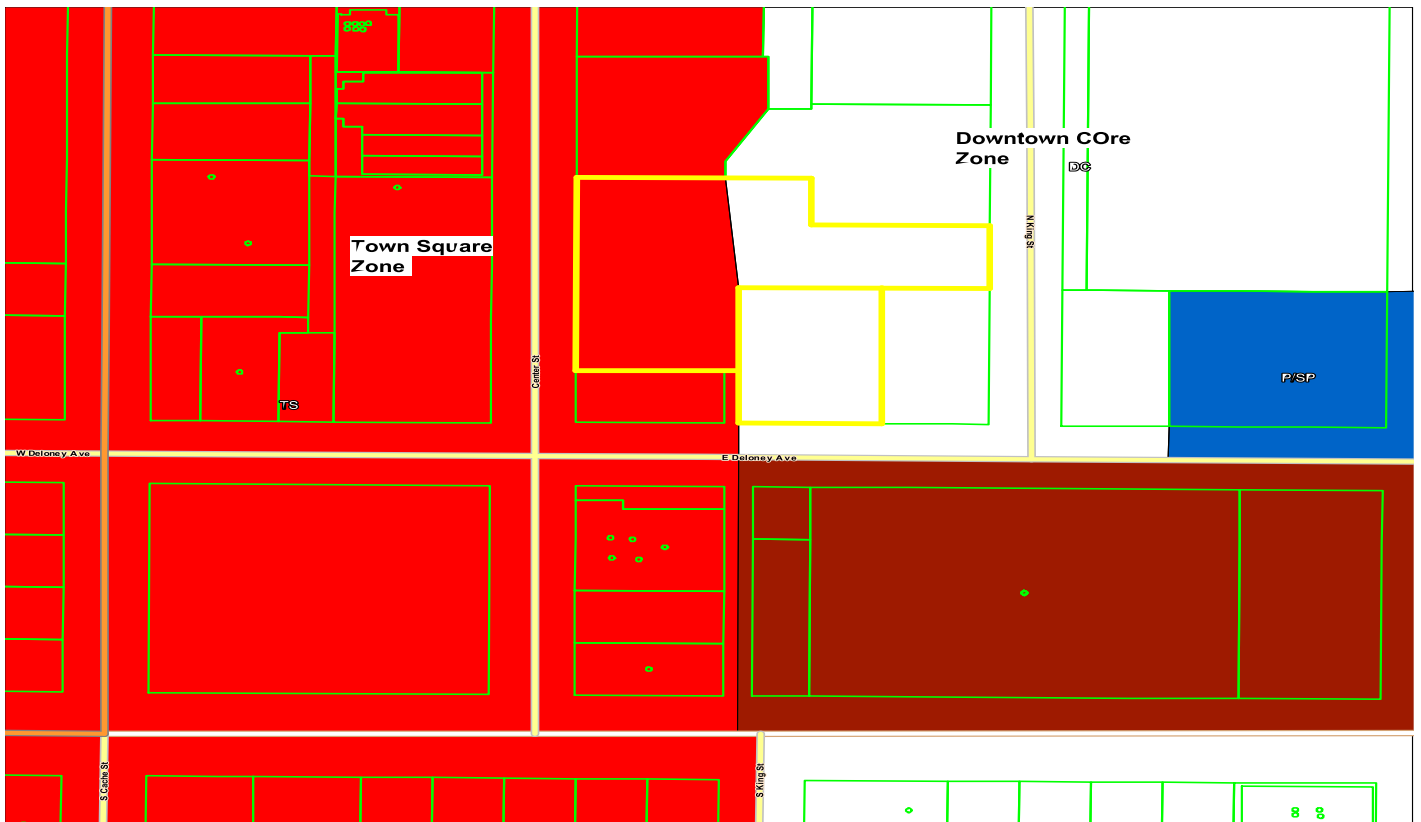 Downtown COre
Zone
DC
N King St
Town Square
Zone
Center St
P/SP
TS
W Deloney Ave
E Deloney Ave
S Cache St
S King St